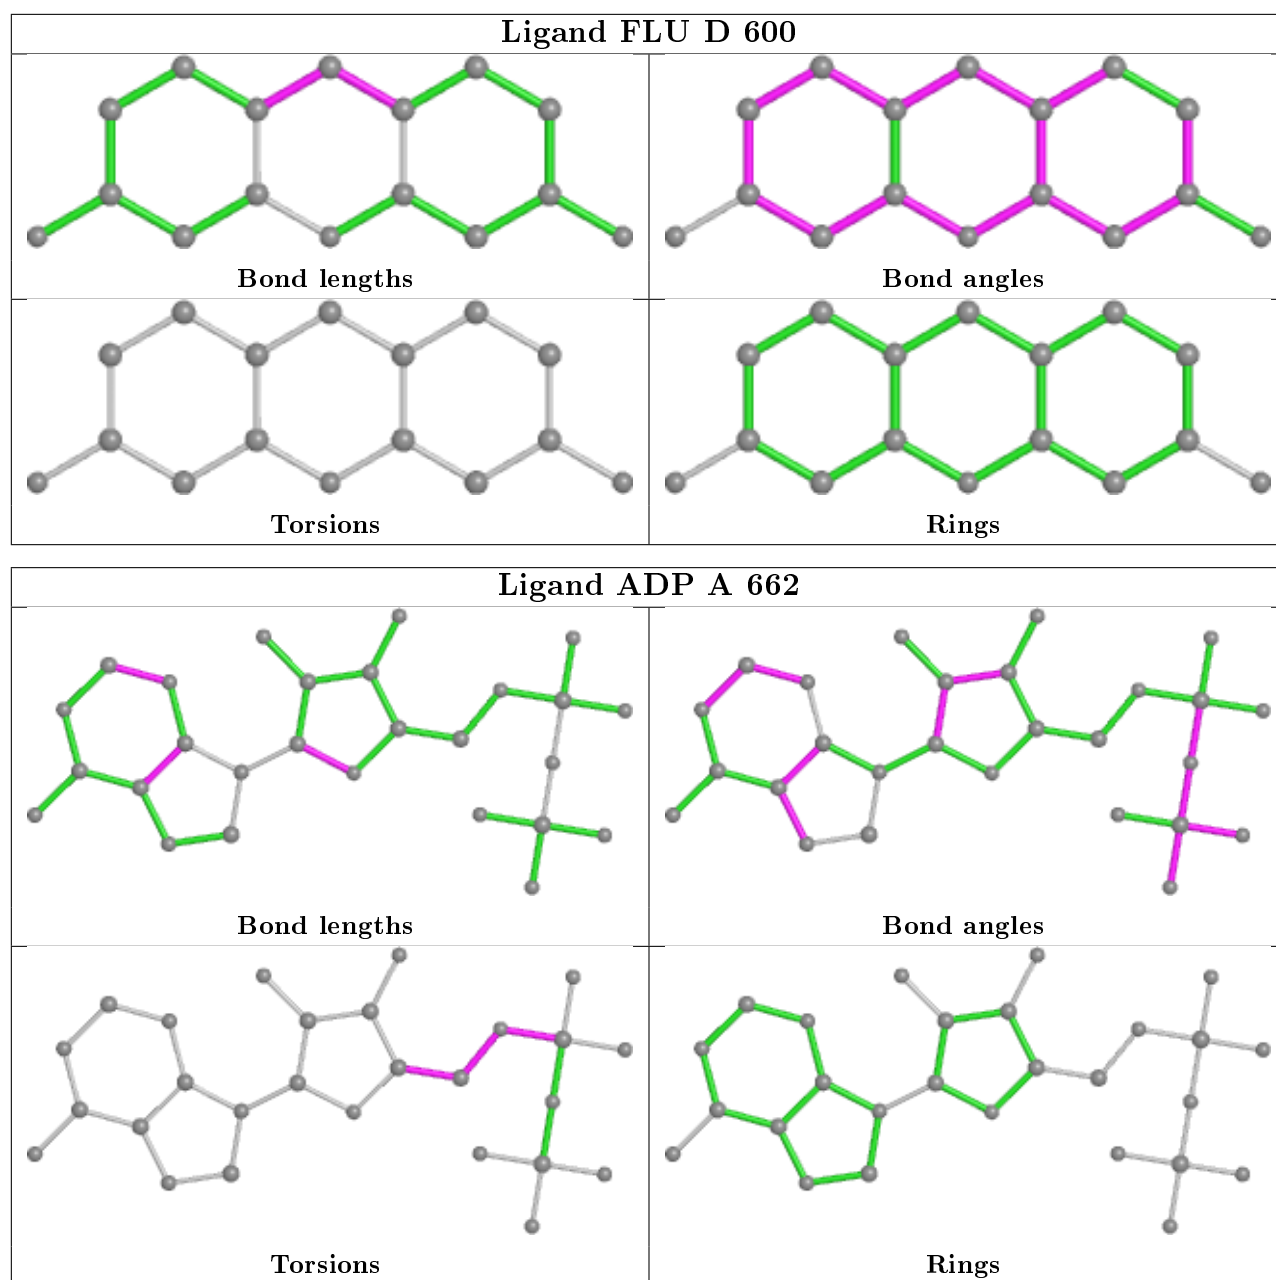 Ligand FLU D 600
Bond lengths
Bond angles
Torsions
Rings
Ligand ADP A 662
Bond lengths
Bond angles
Torsions
Rings